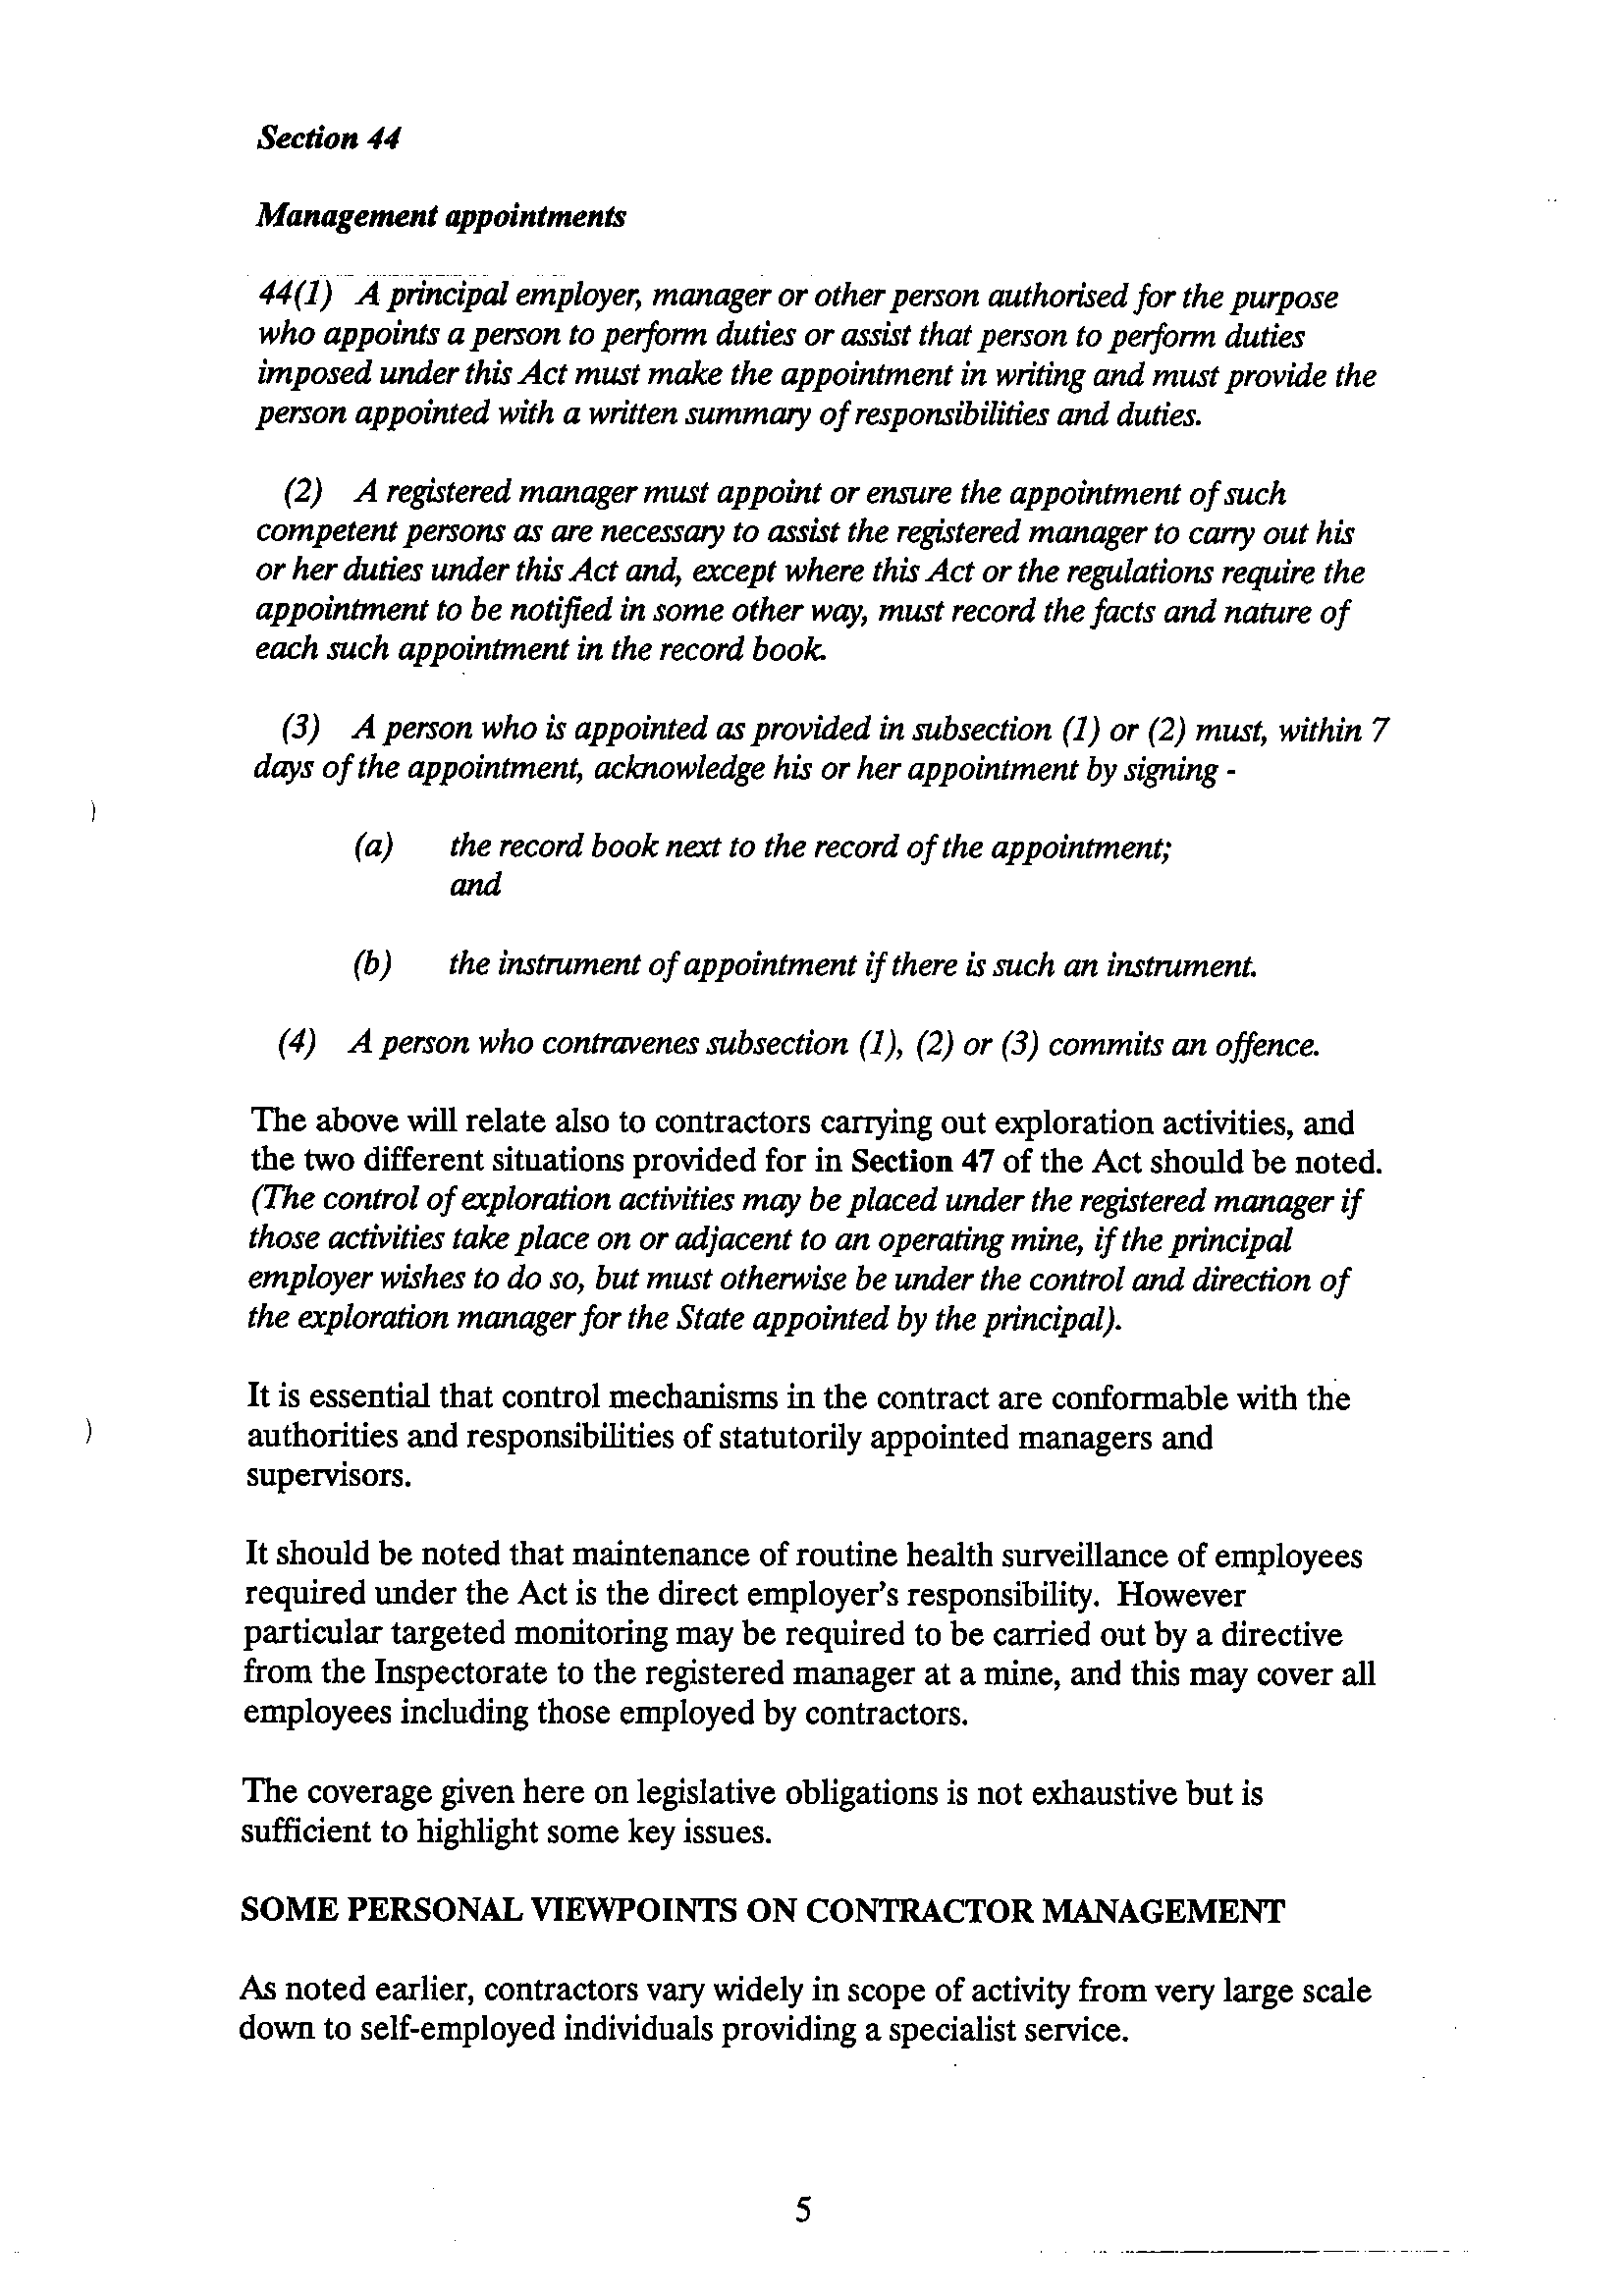 Section 44
Management appointments
44(1) A principal employer, manager or other person authorised for the purpose
who appoints a person to perform duties or assist that person to perform duties
imposed under this Act must make the appointment in writing and must provide the
person appointed with a written summary of responsibilities and duties.
(2) A registered manager must appoint or ensure the appointment of such
competent persons as are necessary to assist the registered manager to carry out his
or her duties under this Act and, except where this Act or the regulations require the
appointment to be notified in some other way, must record the facts and nature of
each such appointment in the record book.
(3) A person who is appointed as provided in subsection (1) or (2) must, within 7
days of the appointment, acknowledge his or her appointment by signing -
(a) the record book next to the record of the appointment;
and
(b) the instrument of appointment if there is such an instrument.
(4) A person who contravenes subsection (1), (2) or (3) commits an offence.
The above will relate also to contractors carrying out exploration activities, and
the two different situations provided for in Section 47 of the Act should be noted.
(The control of exploration activities may be placed under the registered manager if
those activities take place on or adjacent to an operating mine, if the principal
employer wishes to do so, but must otherwise be under the control and direction of
the exploration manager for the State appointed by the principal).
It is essential that control mechanisms in the contract are conformable with the
authorities and responsibilities of statutorily appointed managers and
supervisors.
It should be noted that maintenance of routine health surveillance of employees
required under the Act is the direct employer's responsibility. However
particular targeted monitoring may be required to be carried out by a directive
from the Inspectorate to the registered manager at a mine, and this may cover all
employees including those employed by contractors.
The coverage given here on legislative obligations is not exhaustive but is
sufficient to highlight some key issues.
SOME PERSONAL VIEWPOINTS ON CONTRACTOR MANAGEMENT
As noted earlier, contractors vary widely in scope of activity from very large scale
down to self-employed individuals providing a specialist service.
5